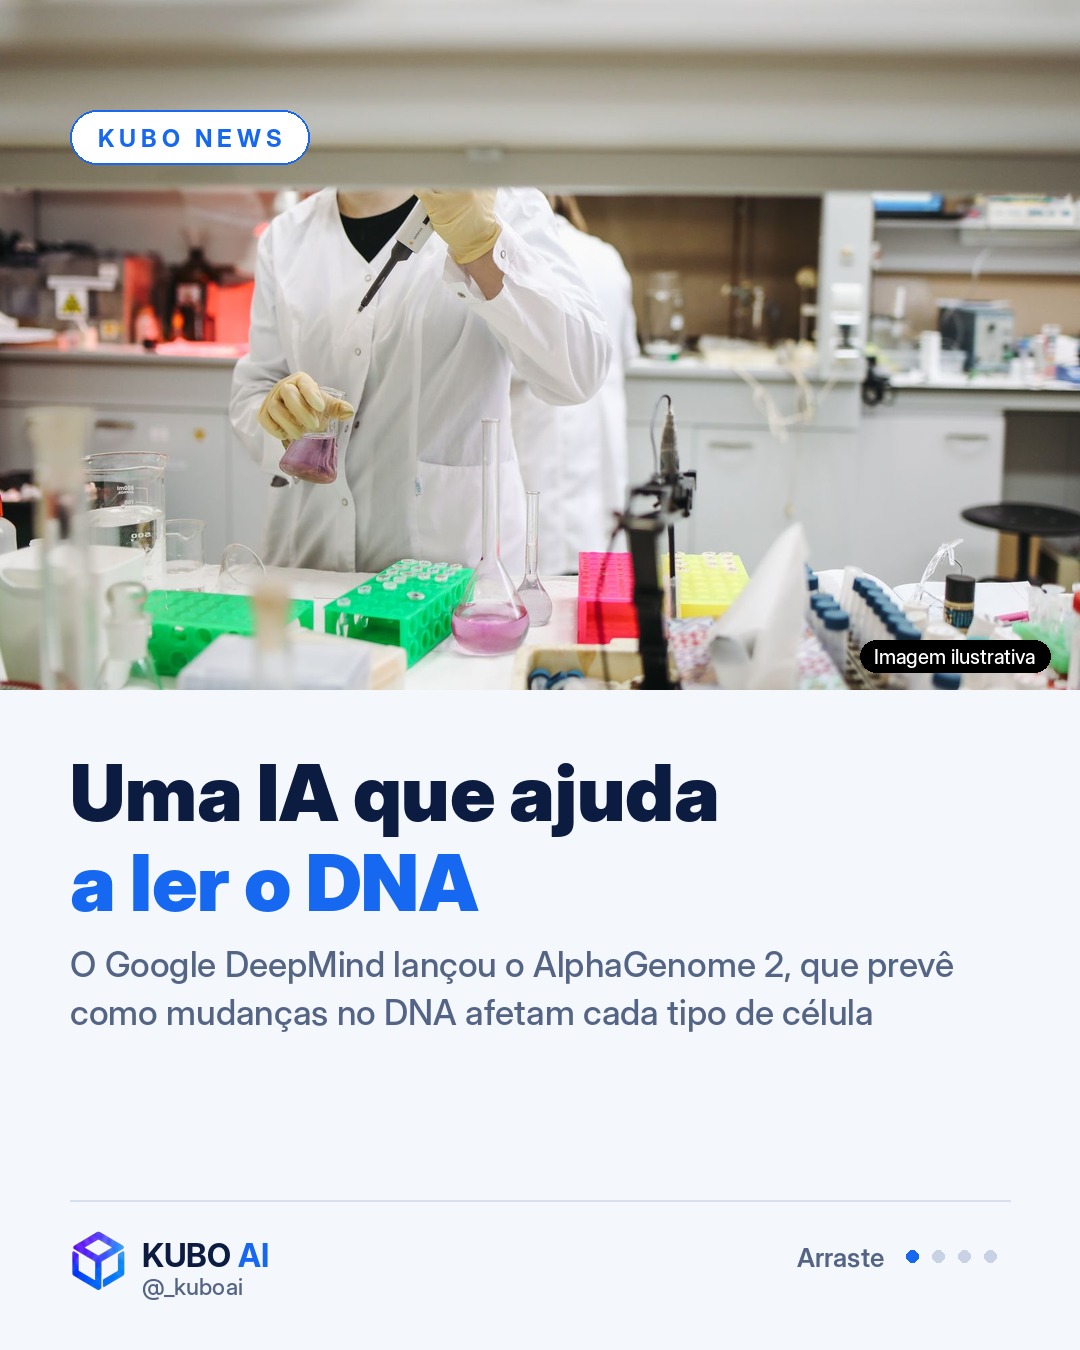 KUBO NEWS
Imagem ilustrativa
Uma IA que ajuda
a ler o DNA
O Google DeepMind lançou o AlphaGenome 2, que prevê
como mudanças no DNA afetam cada tipo de célula
KUBO AI
@_kuboai
Arraste